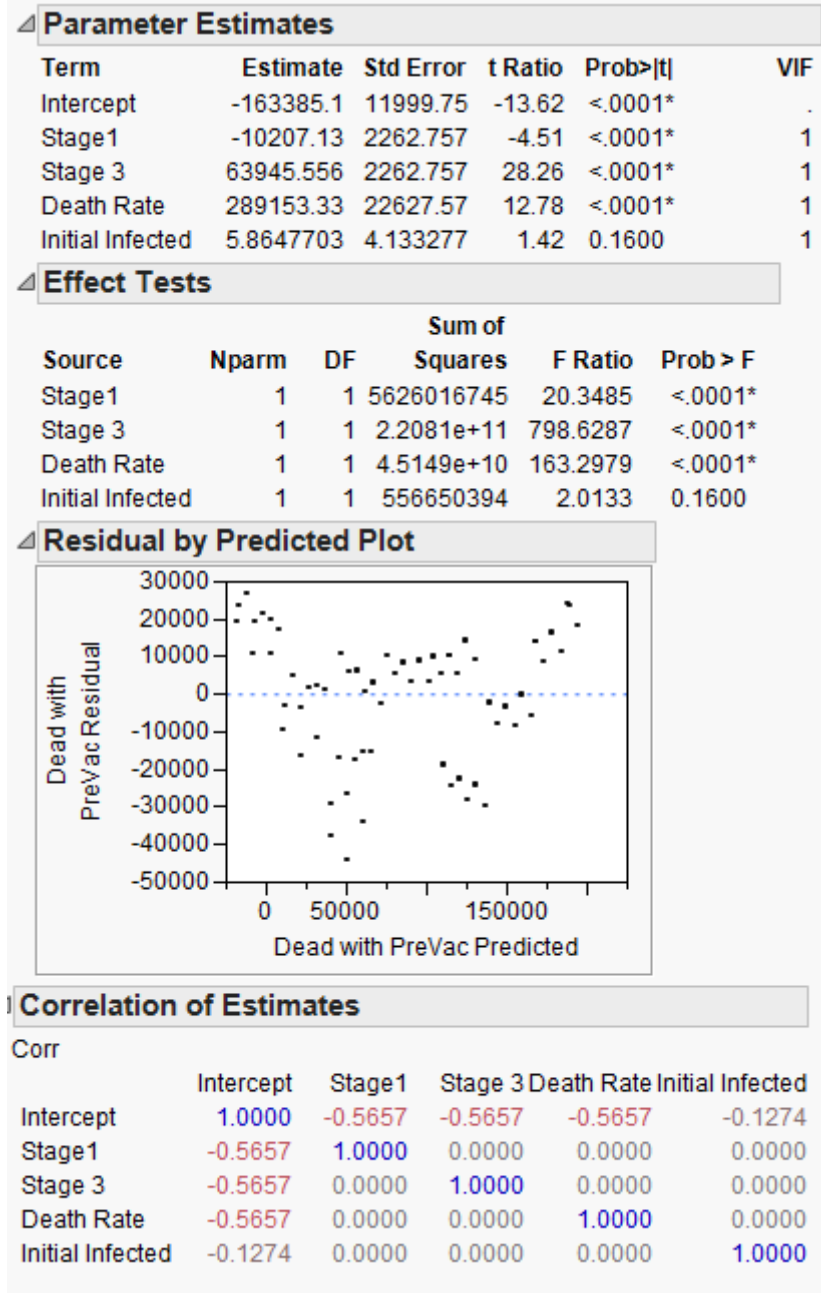 Parameter Estimates
Term Estimate Std Error t Ratio Prob>|t| VIF
Intercept -163385.1 11999.75 -13.62 <.0001* .
Stage1 -10207.13 2262.757 -4.51 <.0001* 1
Stage 3 63945.556 2262.757 28.26 <.0001* 1
Death Rate 289153.33 22627.57 12.78 <.0001* 1
Initial Infected 5.8647703 4.133277 1.42 0.1600 1
Effect Tests
Sum of
Source Nparm DF Squares F Ratio Prob > F
Stage1 1 1 5626016745 20.3485 <.0001*
Stage 3 1 1 2.2081e+11 798.6287 <.0001*
Death Rate 1 1 4.5149e+10 163.2979 <.0001*
Initial Infected 1 1 556650394 2.0133 0.1600
Residual by Predicted Plot
Dead with
PreVac Residual
30000
20000
10000
0
-10000
-20000
-30000
-40000
-50000
0 50000 150000
Dead with PreVac Predicted
Correlation of Estimates
Corr
Intercept Stage1 Stage 3 Death Rate Initial Infected
Intercept 1.0000 -0.5657 -0.5657 -0.5657 -0.1274
Stage1 -0.5657 1.0000 0.0000 0.0000 0.0000
Stage 3 -0.5657 0.0000 1.0000 0.0000 0.0000
Death Rate -0.5657 0.0000 0.0000 1.0000 0.0000
Initial Infected -0.1274 0.0000 0.0000 0.0000 1.0000